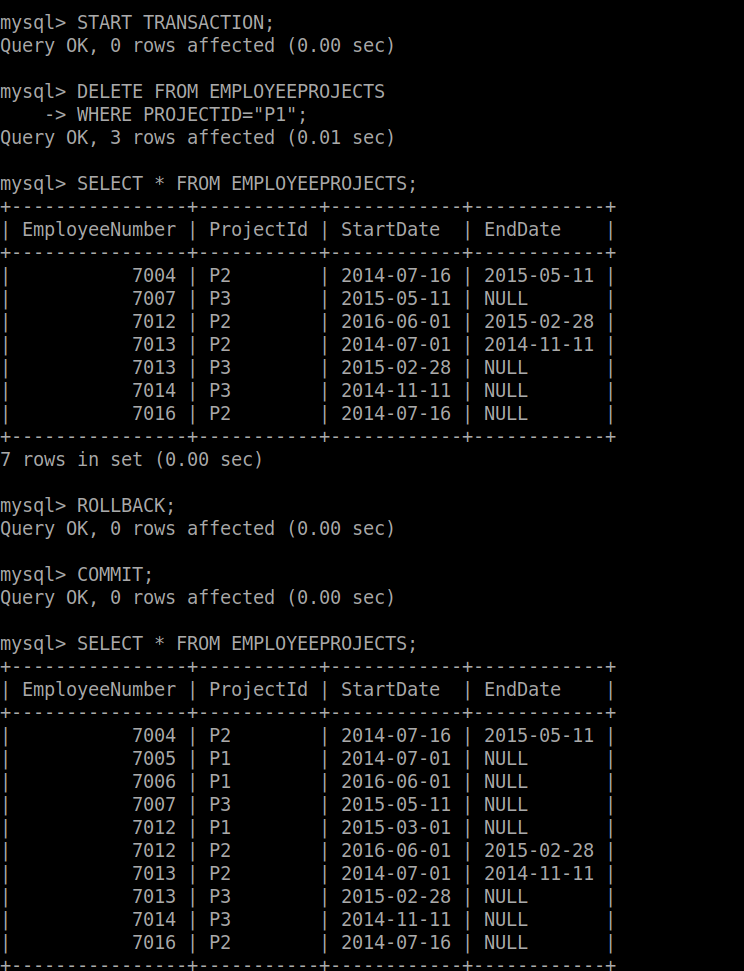 mysql> START TRANSACTION;
Query OK, 0 rows affected (0.00 sec)

mysql> DELETE FROM EMPLOYEEPROJECTS
    -> WHERE PROJECTID="P1";
Query OK, 3 rows affected (0.01 sec)

mysql> SELECT * FROM EMPLOYEEPROJECTS;
+----------------+-----------+------------+------------+
| EmployeeNumber | ProjectId | StartDate  | EndDate    |
+----------------+-----------+------------+------------+
|           7004 | P2        | 2014-07-16 | 2015-05-11 |
|           7007 | P3        | 2015-05-11 | NULL       |
|           7012 | P2        | 2016-06-01 | 2015-02-28 |
|           7013 | P2        | 2014-07-01 | 2014-11-11 |
|           7013 | P3        | 2015-02-28 | NULL       |
|           7014 | P3        | 2014-11-11 | NULL       |
|           7016 | P2        | 2014-07-16 | NULL       |
+----------------+-----------+------------+------------+
7 rows in set (0.00 sec)

mysql> ROLLBACK;
Query OK, 0 rows affected (0.00 sec)

mysql> COMMIT;
Query OK, 0 rows affected (0.00 sec)

mysql> SELECT * FROM EMPLOYEEPROJECTS;
+----------------+-----------+------------+------------+
| EmployeeNumber | ProjectId | StartDate  | EndDate    |
+----------------+-----------+------------+------------+
|           7004 | P2        | 2014-07-16 | 2015-05-11 |
|           7005 | P1        | 2014-07-01 | NULL       |
|           7006 | P1        | 2016-06-01 | NULL       |
|           7007 | P3        | 2015-05-11 | NULL       |
|           7012 | P1        | 2015-03-01 | NULL       |
|           7012 | P2        | 2016-06-01 | 2015-02-28 |
|           7013 | P2        | 2014-07-01 | 2014-11-11 |
|           7013 | P3        | 2015-02-28 | NULL       |
|           7014 | P3        | 2014-11-11 | NULL       |
|           7016 | P2        | 2014-07-16 | NULL       |
+----------------+-----------+------------+------------+